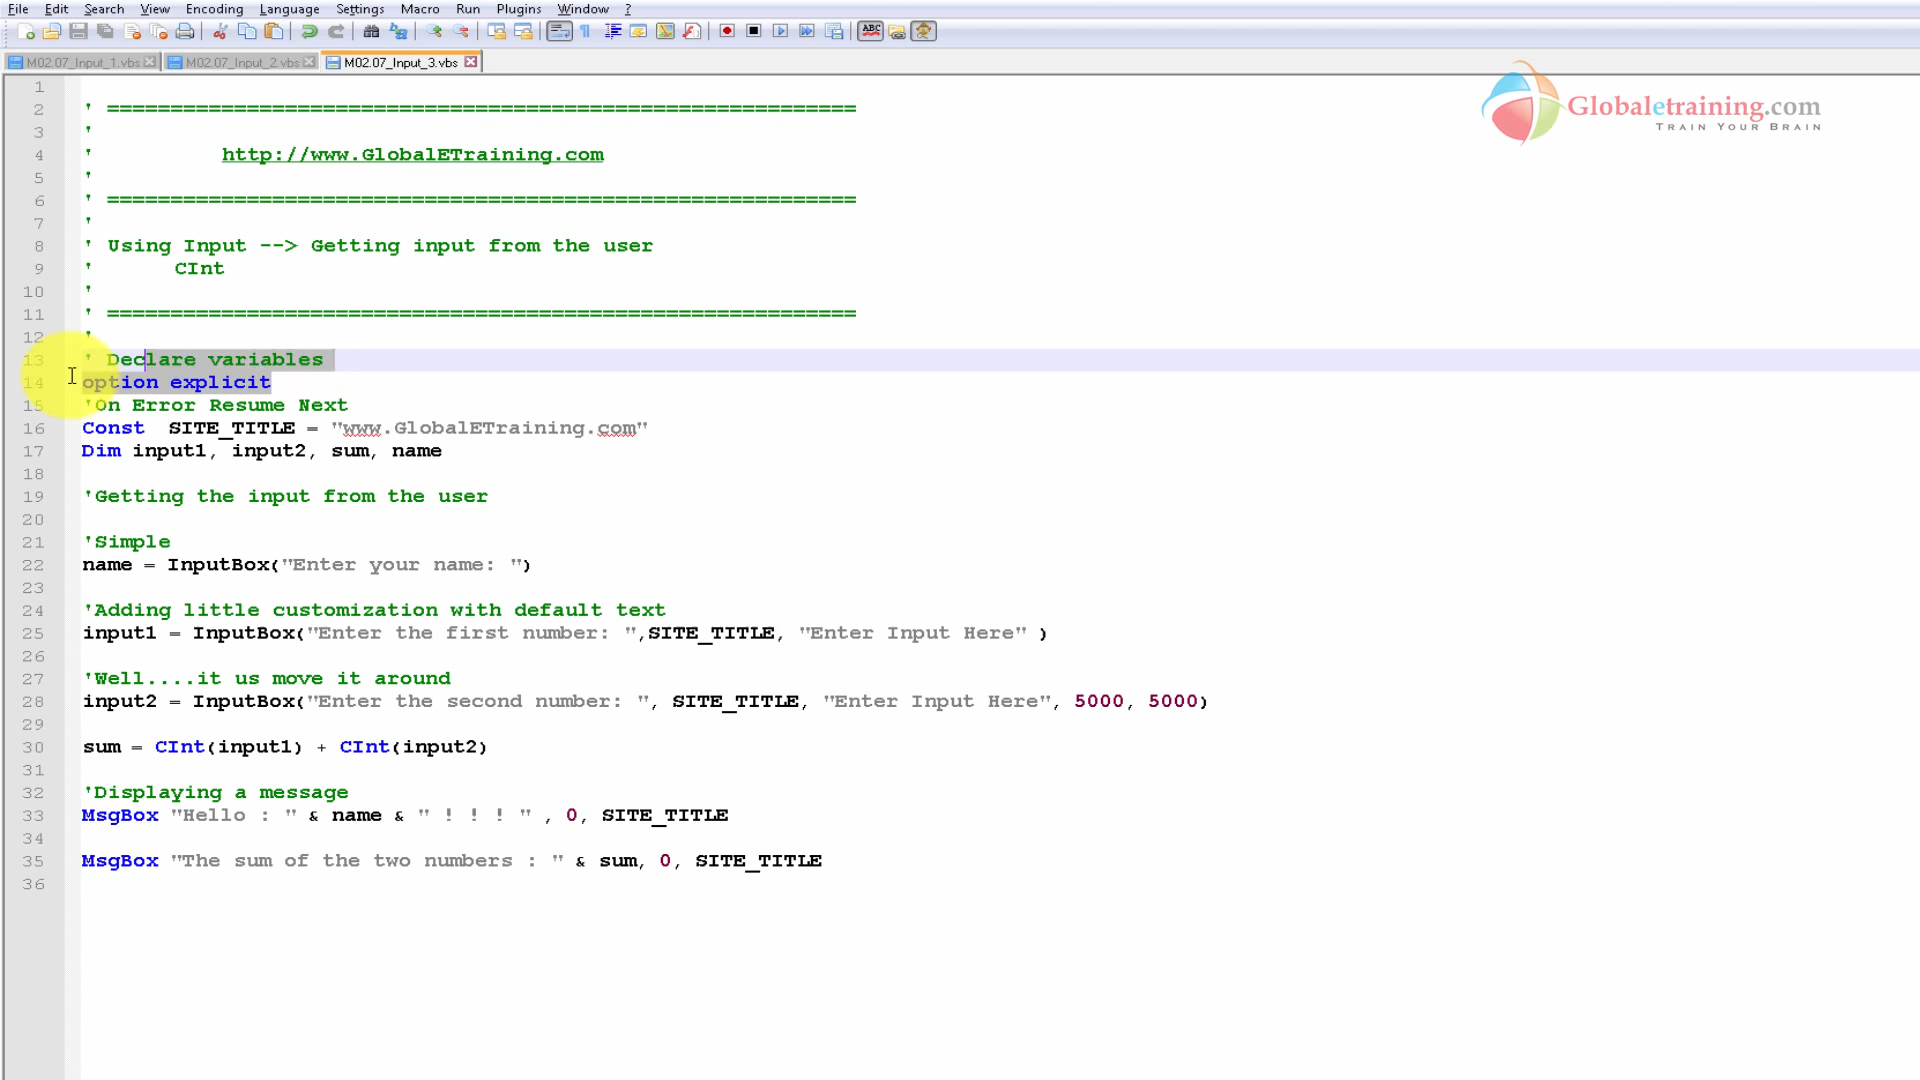 File Edit Search View Encoding Language Settings Macro Run Plugins Window ?
ABC
M02.07_Input_1.vbs M02.07_Input_2.vbs M02.07_Input_3.vbs
Globaletraining.com
TRAIN YOUR BRAIN
1
2 ' ===========================================================
3 '
4 ' http://www.GlobalETraining.com
5 '
6 ' ===========================================================
7 '
8 ' Using Input --> Getting input from the user
9 ' CInt
10 '
11 ' ===========================================================
12 '
13 ' Declare variables
14 option explicit
15 'On Error Resume Next
16 Const  SITE_TITLE = "www.GlobalETraining.com"
17 Dim input1, input2, sum, name
18
19 'Getting the input from the user
20
21 'Simple
22 name = InputBox("Enter your name: ")
23
24 'Adding little customization with default text
25 input1 = InputBox("Enter the first number: ",SITE_TITLE, "Enter Input Here" )
26
27 'Well....it us move it around
28 input2 = InputBox("Enter the second number: ", SITE_TITLE, "Enter Input Here", 5000, 5000)
29
30 sum = CInt(input1) + CInt(input2)
31
32 'Displaying a message
33 MsgBox "Hello : " & name & " ! ! ! " , 0, SITE_TITLE
34
35 MsgBox "The sum of the two numbers : " & sum, 0, SITE_TITLE
36